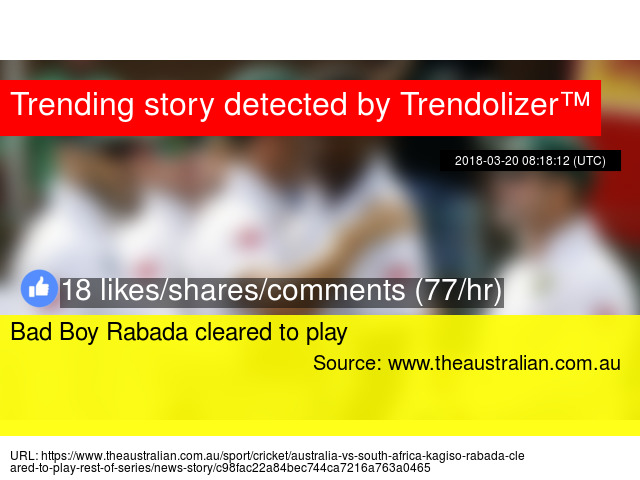 Trending story detected by Trendolizer™
2018-03-20 08:18:12 (UTC)
18 likes/shares/comments (77/hr)
Bad Boy Rabada cleared to play
Source: www.theaustralian.com.au
URL: https://www.theaustralian.com.au/sport/cricket/australia-vs-south-africa-kagiso-rabada-cle
ared-to-play-rest-of-series/news-story/c98fac22a84bec744ca7216a763a0465